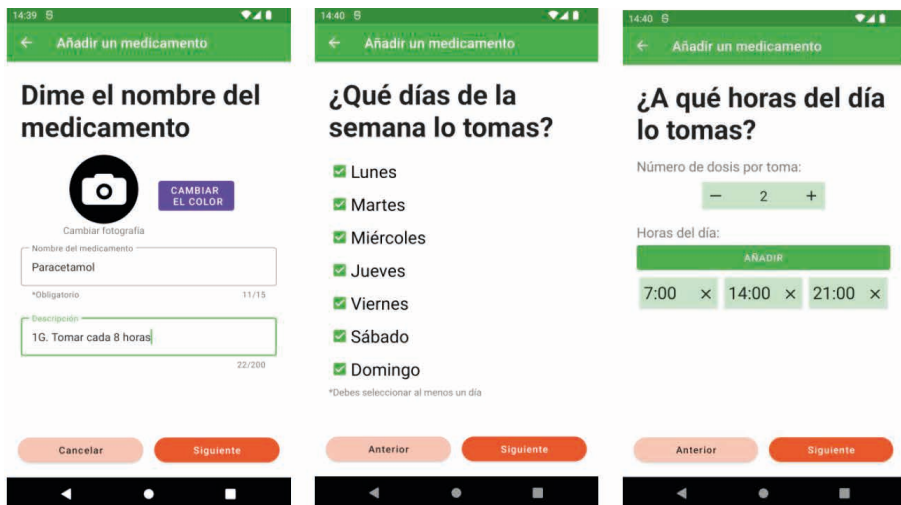 14:39
Añadir un medicamento
Dime el nombre del
medicamento
CAMBIAR
EL COLOR
Cambiar fotografía
Nombre del medicamento
Paracetamol
*Obligatorio
11/15
Descripción
1G. Tomar cada 8 horas
22/200
Cancelar
Siguiente
14:40
Añadir un medicamento
¿Qué días de la
semana lo tomas?
Lunes
Martes
Miércoles
Jueves
Viernes
Sábado
Domingo
*Debes seleccionar al menos un día
Anterior
Siguiente
14:40
Añadir un medicamento
¿A qué horas del día
lo tomas?
Número de dosis por toma:
− 2 +
Horas del día:
AÑADIR
7:00 × 14:00 × 21:00 ×
Anterior
Siguiente